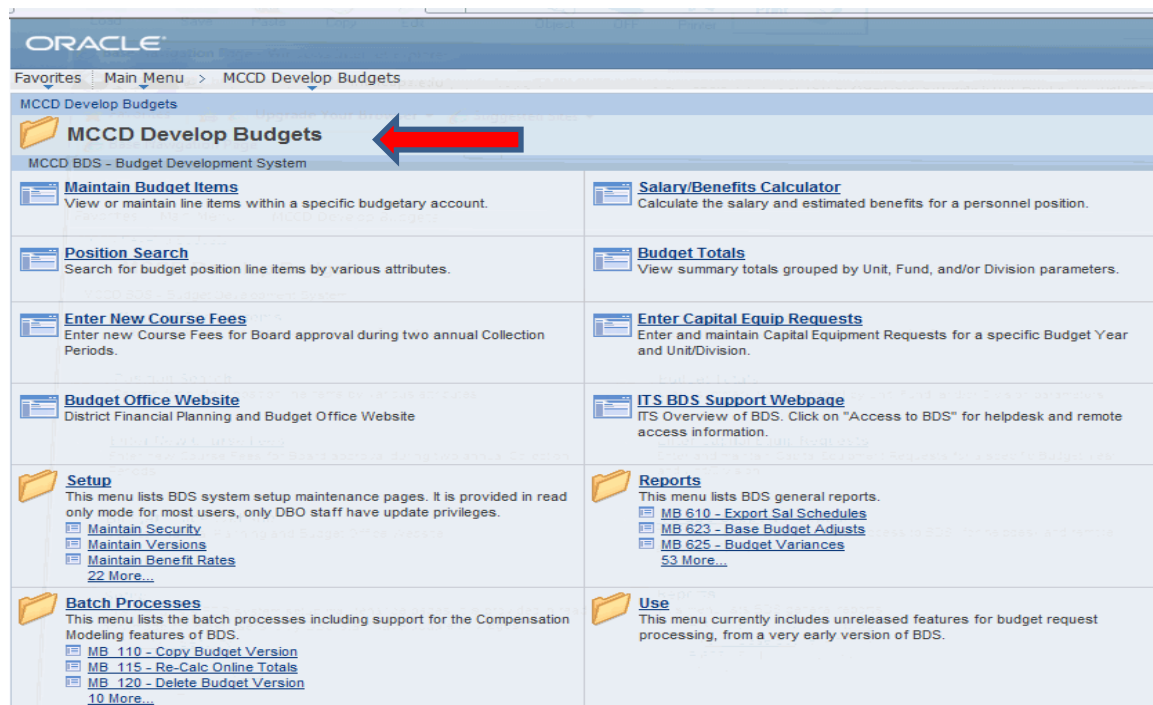 ORACLE®
Favorites Main Menu > MCCD Develop Budgets
MCCD Develop Budgets
MCCD Develop Budgets
MCCD BDS - Budget Development System
Maintain Budget Items
View or maintain line items within a specific budgetary account.
Salary/Benefits Calculator
Calculate the salary and estimated benefits for a personnel position.
Position Search
Search for budget position line items by various attributes.
Budget Totals
View summary totals grouped by Unit, Fund, and/or Division parameters.
Enter New Course Fees
Enter new Course Fees for Board approval during two annual Collection
Periods.
Enter Capital Equip Requests
Enter and maintain Capital Equipment Requests for a specific Budget Year
and Unit/Division.
Budget Office Website
District Financial Planning and Budget Office Website
ITS BDS Support Webpage
ITS Overview of BDS. Click on "Access to BDS" for helpdesk and remote
access information.
Setup
This menu lists BDS system setup maintenance pages. It is provided in read
only mode for most users, only DBO staff have update privileges.
Maintain Security
Maintain Versions
Maintain Benefit Rates
22 More...
Reports
This menu lists BDS general reports.
MB 610 - Export Sal Schedules
MB 623 - Base Budget Adjusts
MB 625 - Budget Variances
53 More...
Batch Processes
This menu lists the batch processes including support for the Compensation
Modeling features of BDS.
MB_110 - Copy Budget Version
MB_115 - Re-Calc Online Totals
MB_120 - Delete Budget Version
10 More...
Use
This menu currently includes unreleased features for budget request
processing, from a very early version of BDS.